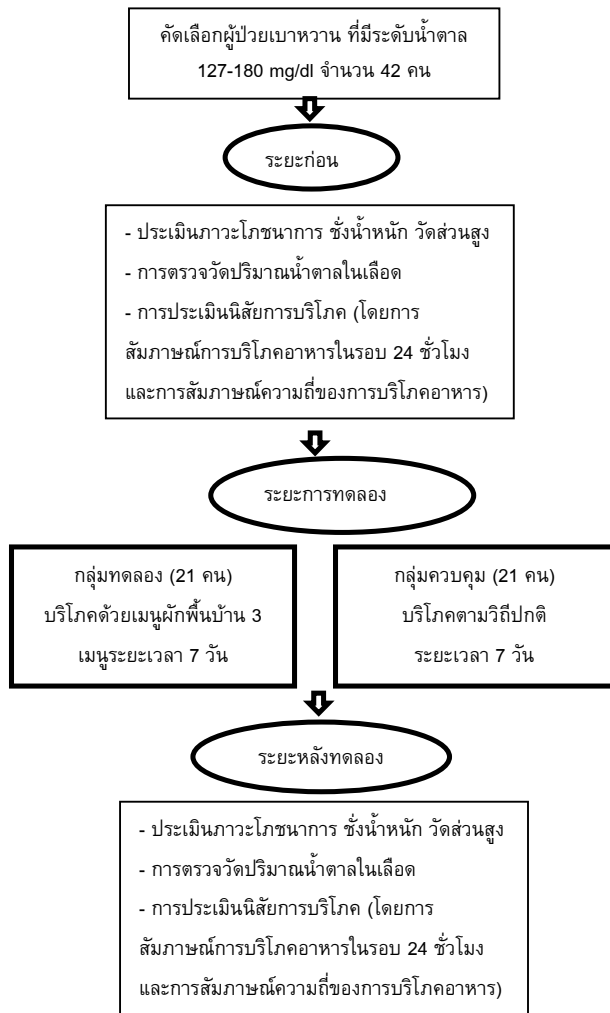 คัดเลือกผู้ป่วยเบาหวาน ที่มีระดับน้ำตาล
127-180 mg/dl จำนวน 42 คน
ระยะก่อน
- ประเมินภาวะโภชนาการ ชั่งน้ำหนัก วัดส่วนสูง
- การตรวจวัดปริมาณน้ำตาลในเลือด
- การประเมินนิสัยการบริโภค (โดยการ
สัมภาษณ์การบริโภคอาหารในรอบ 24 ชั่วโมง
และการสัมภาษณ์ความถี่ของการบริโภคอาหาร)
ระยะการทดลอง
กลุ่มทดลอง (21 คน)
บริโภคด้วยเมนูผักพื้นบ้าน 3
เมนูระยะเวลา 7 วัน
กลุ่มควบคุม (21 คน)
บริโภคตามวิถีปกติ
ระยะเวลา 7 วัน
ระยะหลังทดลอง
- ประเมินภาวะโภชนาการ ชั่งน้ำหนัก วัดส่วนสูง
- การตรวจวัดปริมาณน้ำตาลในเลือด
- การประเมินนิสัยการบริโภค (โดยการ
สัมภาษณ์การบริโภคอาหารในรอบ 24 ชั่วโมง
และการสัมภาษณ์ความถี่ของการบริโภคอาหาร)